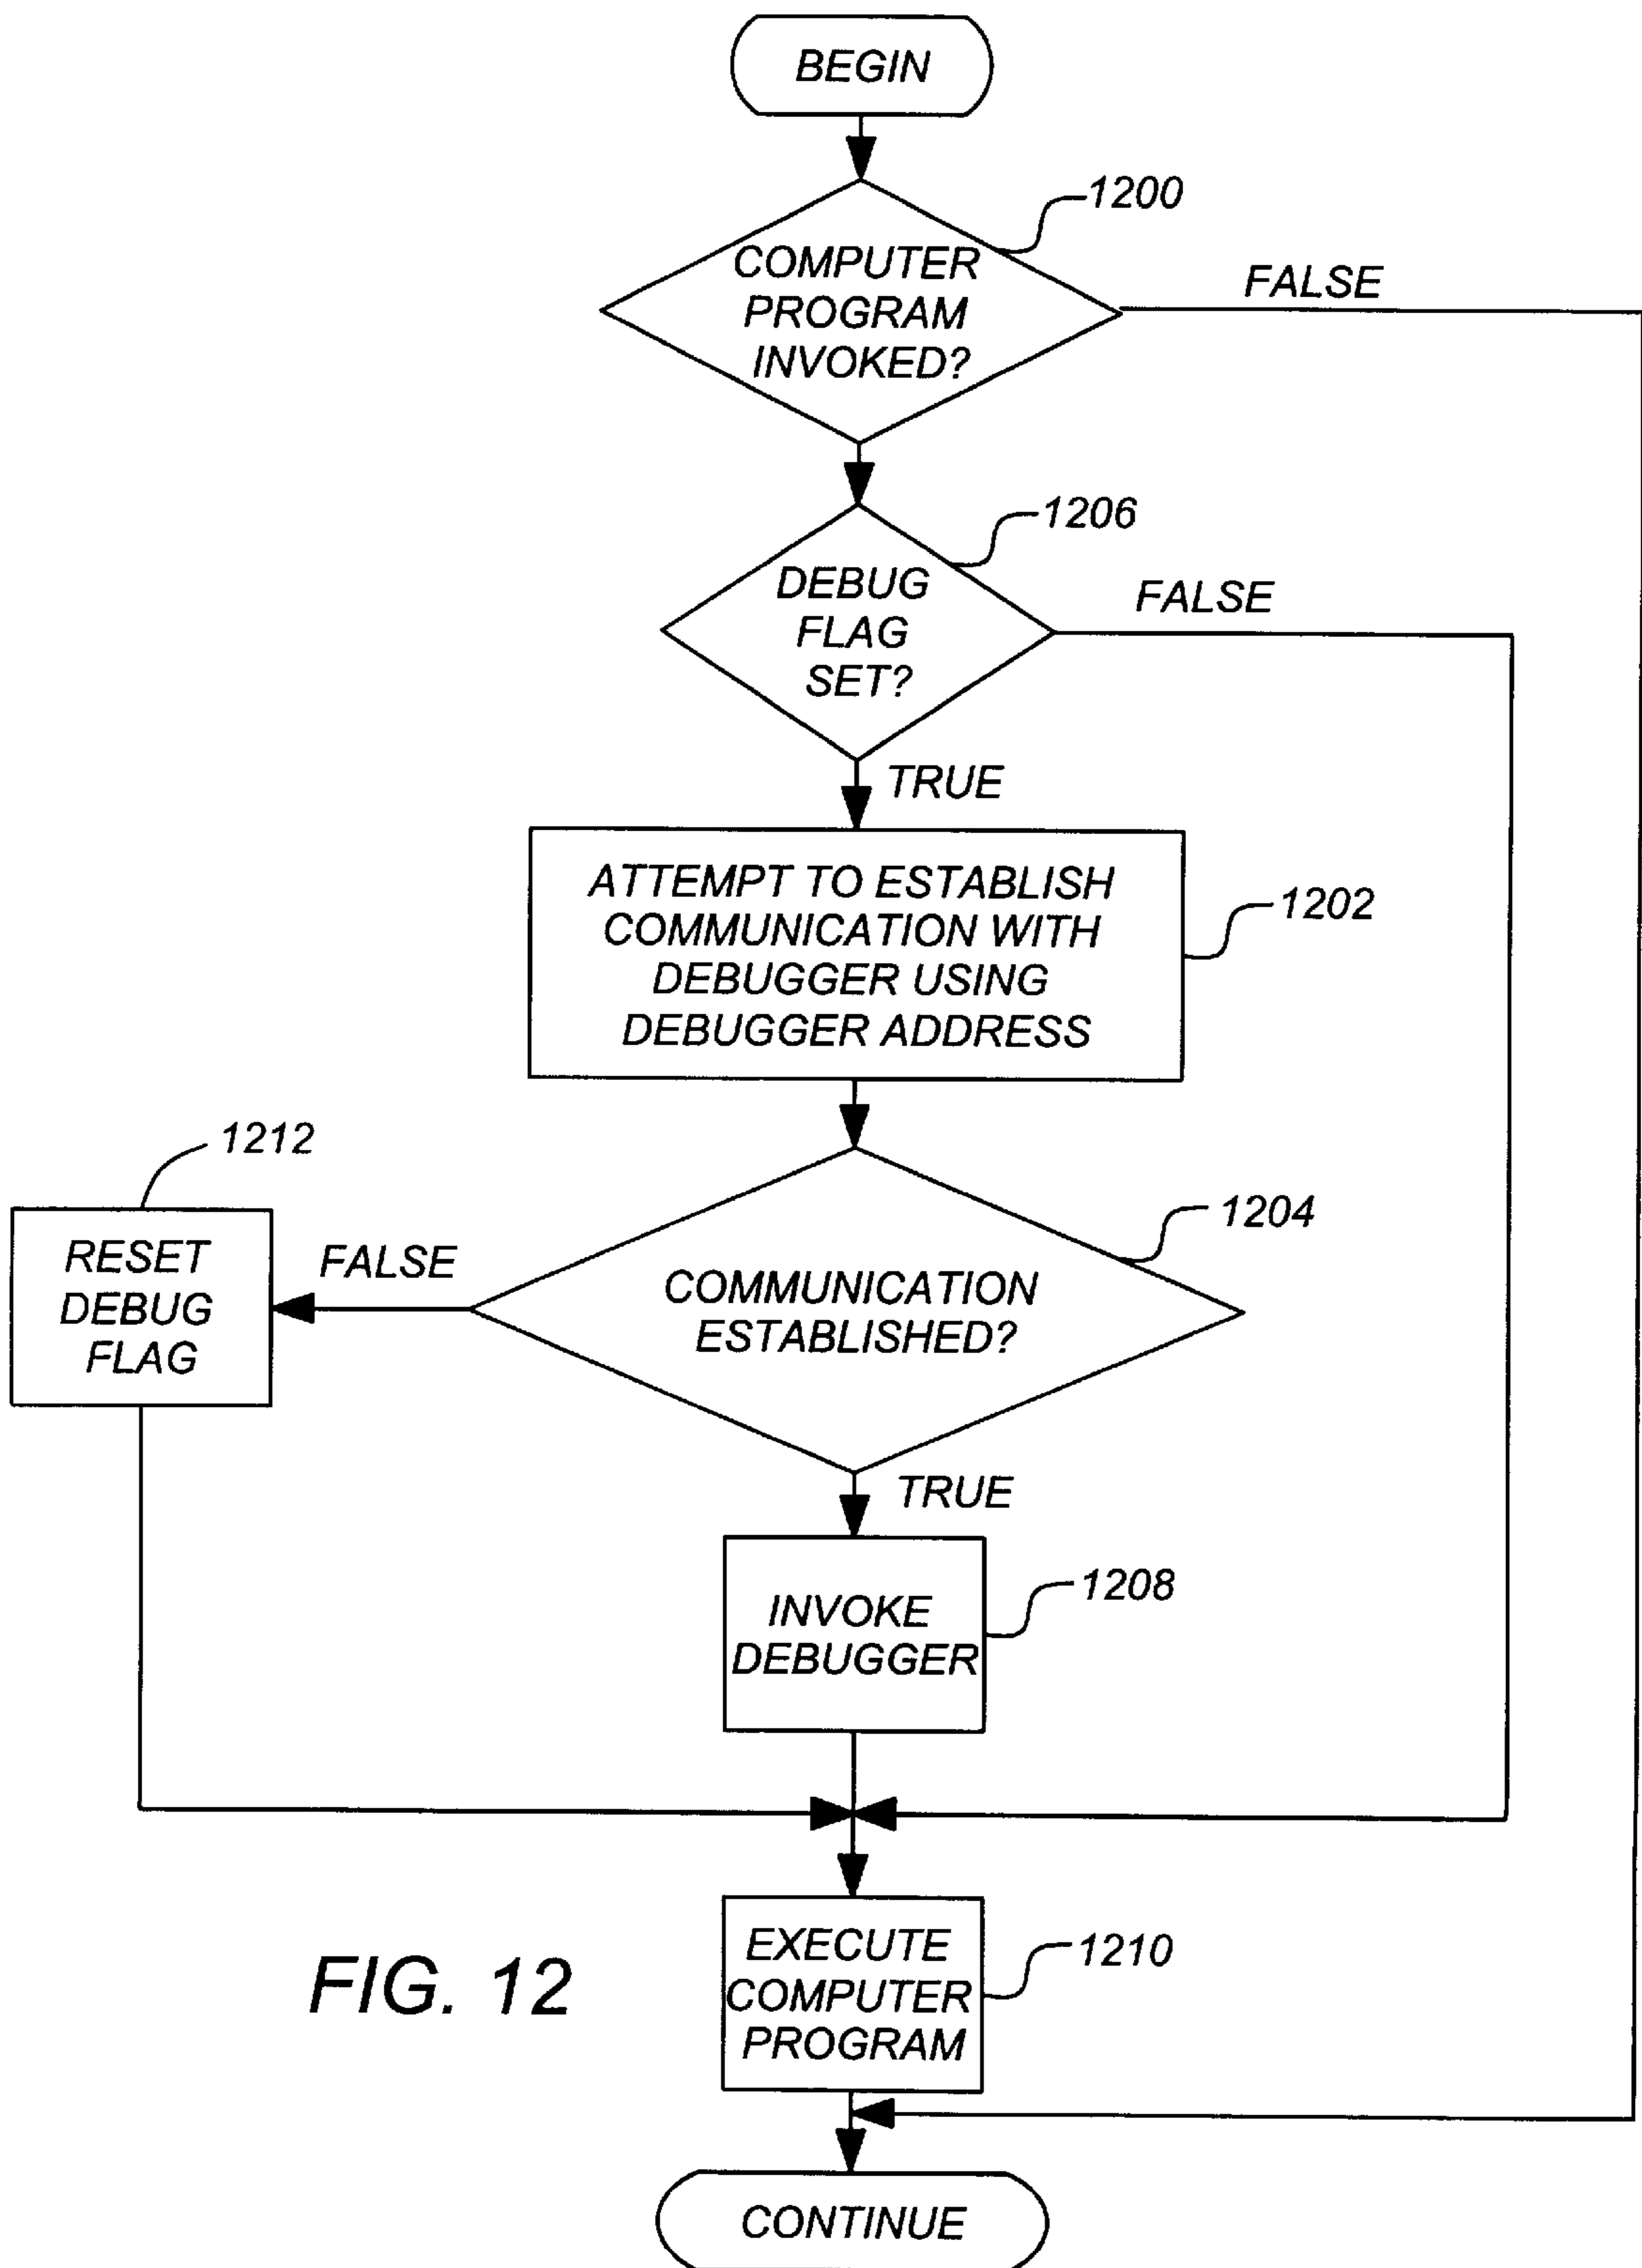 BEGIN
1200
COMPUTER
PROGRAM
INVOKED?
FALSE
1206
DEBUG
FLAG
SET?
FALSE
TRUE
ATTEMPT TO ESTABLISH
COMMUNICATION WITH
DEBUGGER USING
DEBUGGER ADDRESS
1202
1212
RESET
DEBUG
FLAG
FALSE
1204
COMMUNICATION
ESTABLISHED?
TRUE
INVOKE
DEBUGGER
1208
EXECUTE
COMPUTER
PROGRAM
1210
FIG. 12
CONTINUE